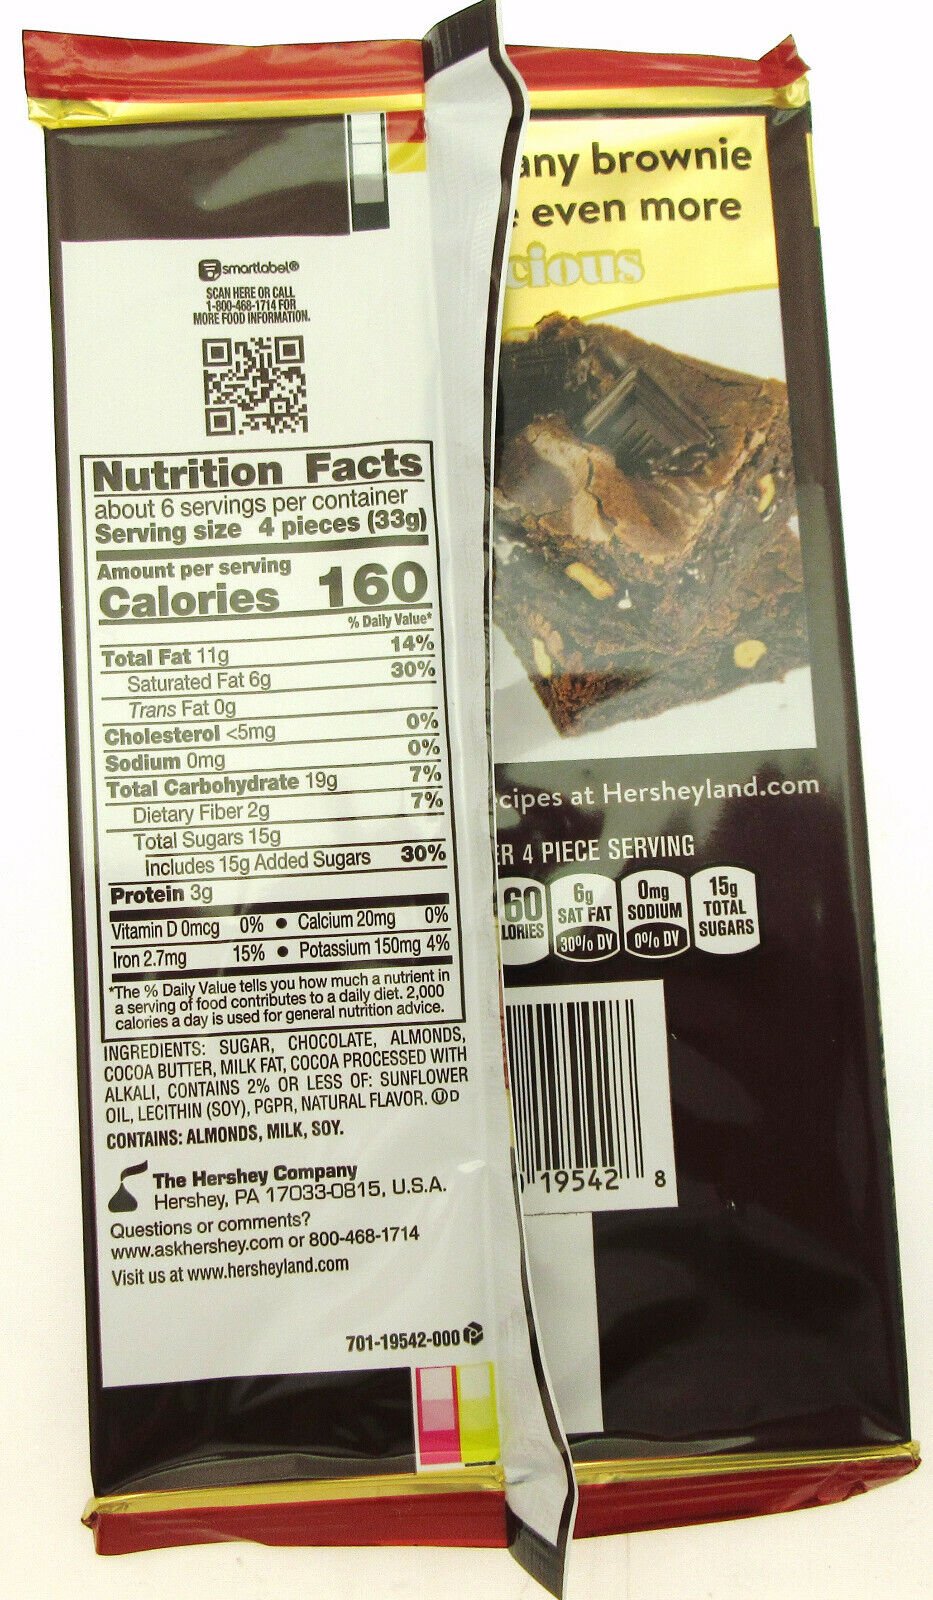 smartlabel®
SCAN HERE OR CALL
1-800-468-1714 FOR
MORE FOOD INFORMATION.
Nutrition Facts
about 6 servings per container
Serving size 4 pieces (33g)
Amount per serving
Calories 160
% Daily Value*
Total Fat 11g 14%
Saturated Fat 6g 30%
Trans Fat 0g
Cholesterol <5mg 0%
Sodium 0mg 0%
Total Carbohydrate 19g 7%
Dietary Fiber 2g 7%
Total Sugars 15g
Includes 15g Added Sugars 30%
Protein 3g
Vitamin D 0mcg 0% • Calcium 20mg 0%
Iron 2.7mg 15% • Potassium 150mg 4%
*The % Daily Value tells you how much a nutrient in
a serving of food contributes to a daily diet. 2,000
calories a day is used for general nutrition advice.
INGREDIENTS: SUGAR, CHOCOLATE, ALMONDS,
COCOA BUTTER, MILK FAT, COCOA PROCESSED WITH
ALKALI, CONTAINS 2% OR LESS OF: SUNFLOWER
OIL, LECITHIN (SOY), PGPR, NATURAL FLAVOR. ⓊD
CONTAINS: ALMONDS, MILK, SOY.
The Hershey Company
Hershey, PA 17033-0815, U.S.A.
Questions or comments?
www.askhershey.com or 800-468-1714
Visit us at www.hersheyland.com
701-19542-000
any brownie
even more
cious
cipes at Hersheyland.com
ER 4 PIECE SERVING
60
LORIES
6g
SAT FAT
30% DV
0mg
SODIUM
0% DV
15g
TOTAL
SUGARS
19542 8